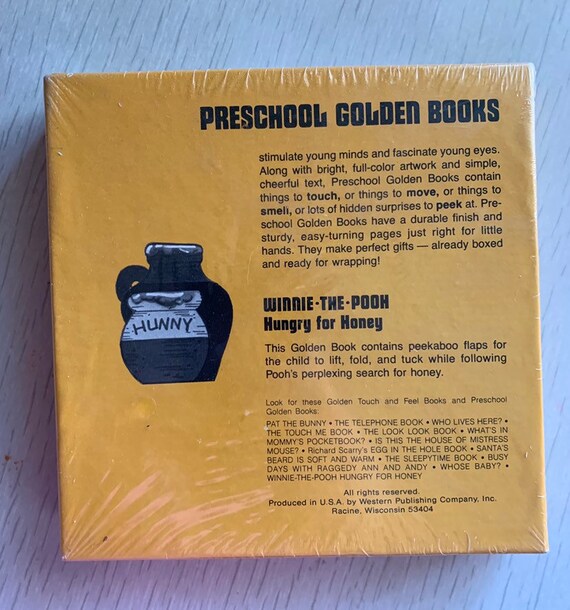 PRESCHOOL GOLDEN BOOKS
stimulate young minds and fascinate young eyes.
Along with bright, full-color artwork and simple,
cheerful text, Preschool Golden Books contain
things to touch, or things to move, or things to
smell, or lots of hidden surprises to peek at. Pre-
school Golden Books have a durable finish and
sturdy, easy-turning pages just right for little
hands. They make perfect gifts — already boxed
and ready for wrapping!
HUNNY
WINNIE-THE-POOH
Hungry for Honey
This Golden Book contains peekaboo flaps for
the child to lift, fold, and tuck while following
Pooh's perplexing search for honey.
Look for these Golden Touch and Feel Books and Preschool
Golden Books:
PAT THE BUNNY • THE TELEPHONE BOOK • WHO LIVES HERE? •
THE TOUCH ME BOOK • THE LOOK LOOK BOOK • WHAT'S IN
MOMMY'S POCKETBOOK? • IS THIS THE HOUSE OF MISTRESS
MOUSE? • Richard Scarry's EGG IN THE HOLE BOOK • SANTA'S
BEARD IS SOFT AND WARM • THE SLEEPYTIME BOOK • BUSY
DAYS WITH RAGGEDY ANN AND ANDY • WHOSE BABY? •
WINNIE-THE-POOH HUNGRY FOR HONEY
All rights reserved.
Produced in U.S.A. by Western Publishing Company, Inc.
Racine, Wisconsin 53404